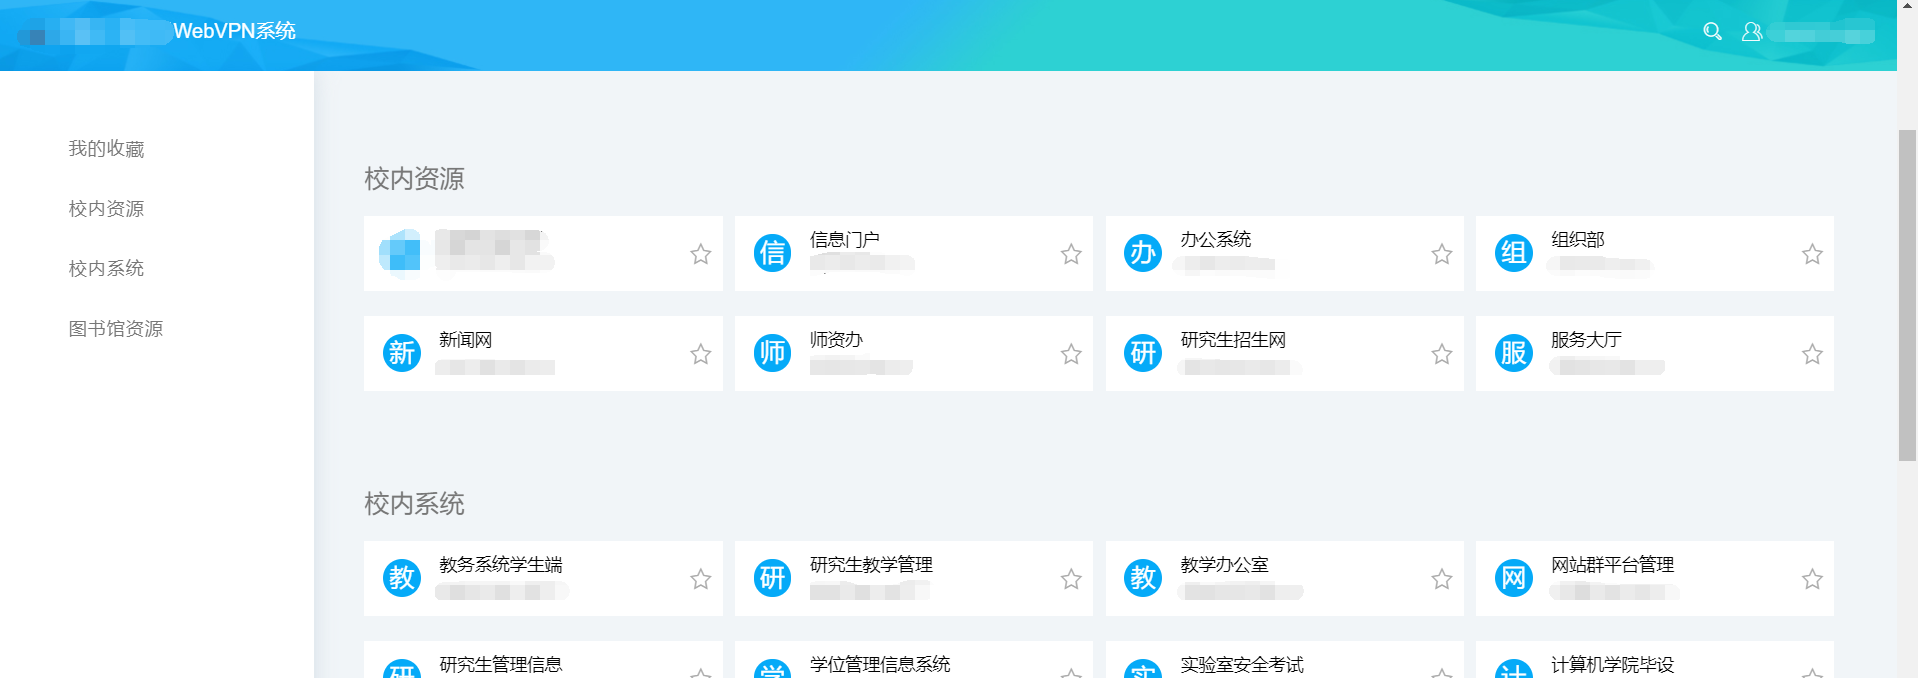 WebVPN系统
我的收藏
校内资源
校内系统
图书馆资源
校内资源
信 信息门户
办 办公系统
组 组织部
新 新闻网
师 师资办
研 研究生招生网
服 服务大厅
校内系统
教 教务系统学生端
研 研究生教学管理
教 教学办公室
网 网站群平台管理
研 研究生管理信息
学 学位管理信息系统
实 实验室安全考试
计 计算机学院毕设